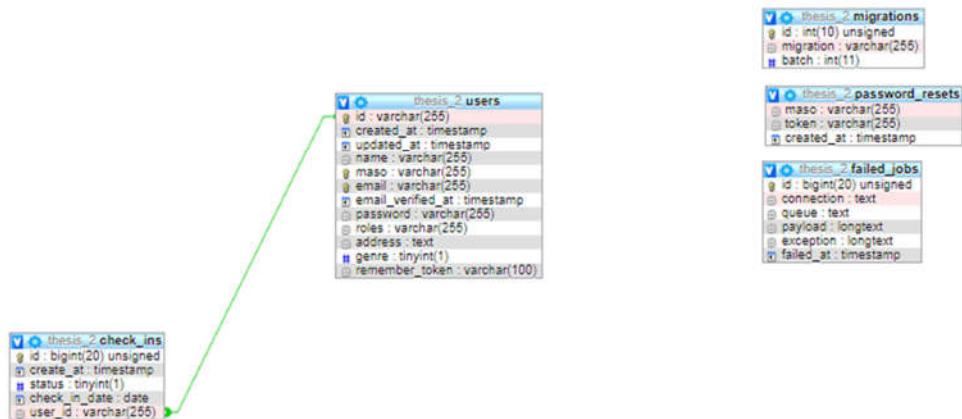 thesis_2 migrations
id : int(10) unsigned
migration : varchar(255)
batch : int(11)
thesis_2 users
id : varchar(255)
created_at : timestamp
updated_at : timestamp
name : varchar(255)
maso : varchar(255)
email : varchar(255)
email_verified_at : timestamp
password : varchar(255)
roles : varchar(255)
address : text
genre : tinyint(1)
remember_token : varchar(100)
thesis_2 password_resets
maso : varchar(255)
token : varchar(255)
created_at : timestamp
thesis_2 failed_jobs
id : bigint(20) unsigned
connection : text
queue : text
payload : longtext
exception : longtext
failed_at : timestamp
thesis_2 check_ins
id : bigint(20) unsigned
create_at : timestamp
status : tinyint(1)
check_in_date : date
user_id : varchar(255)